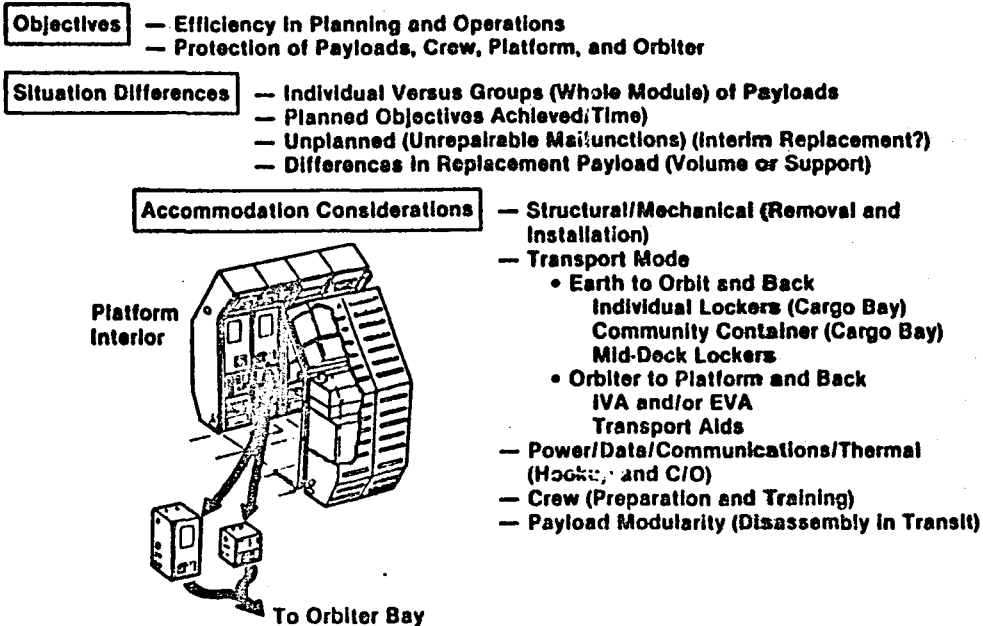 Objectives — Efficiency in Planning and Operations
— Protection of Payloads, Crew, Platform, and Orbiter
Situation Differences — Individual Versus Groups (Whole Module) of Payloads
— Planned Objectives Achieved/Time)
— Unplanned (Unrepairable Malfunctions) (Interim Replacement?)
— Differences in Replacement Payload (Volume or Support)
Accommodation Considerations — Structural/Mechanical (Removal and
Installation)
— Transport Mode
• Earth to Orbit and Back
Individual Lockers (Cargo Bay)
Community Container (Cargo Bay)
Mid-Deck Lockers
• Orbiter to Platform and Back
IVA and/or EVA
Transport Aids
— Power/Data/Communications/Thermal
and C/O)
— Crew (Preparation and Training)
— Payload Modularity (Disassembly in Transit)
Platform
Interior
To Orbiter Bay